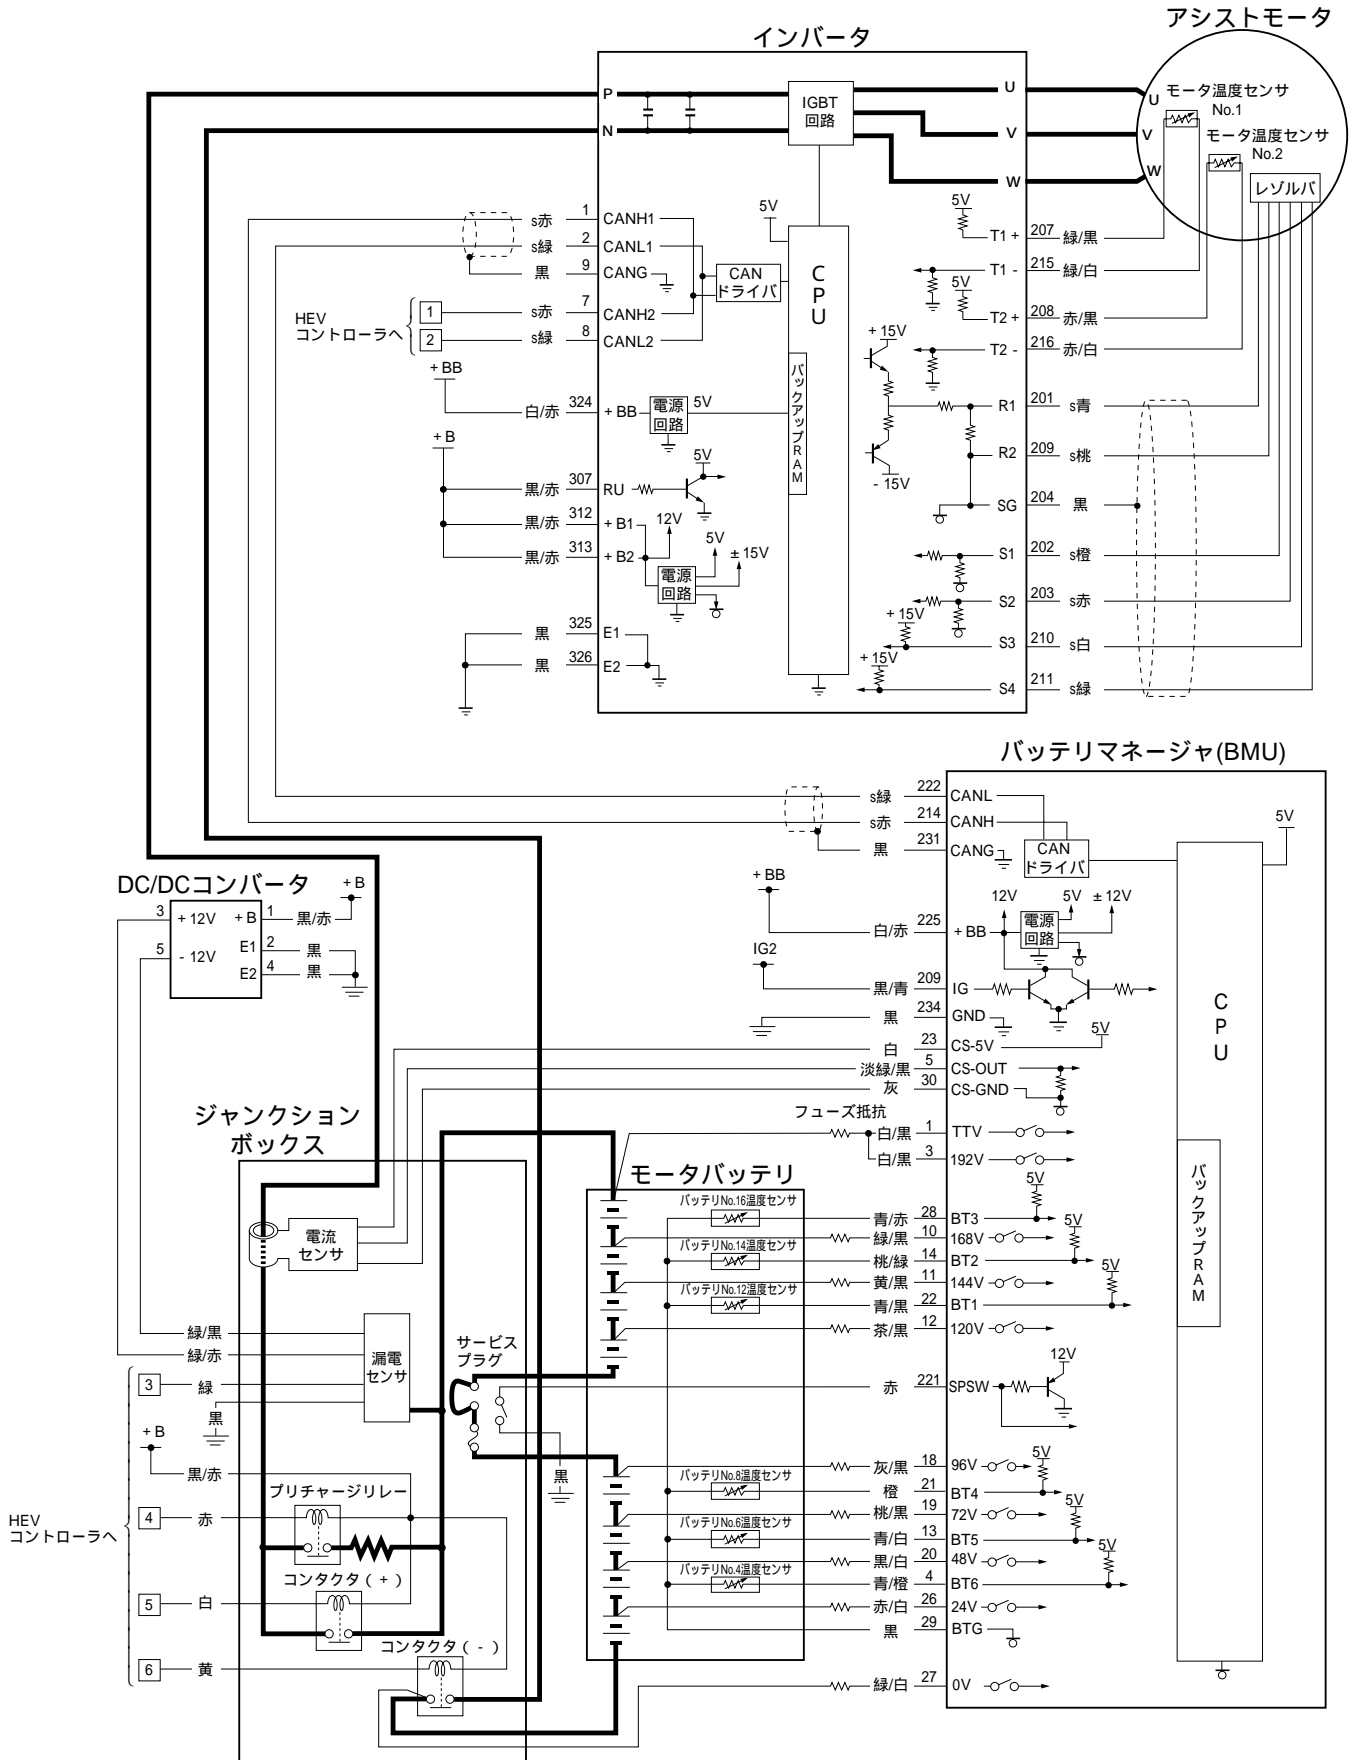 アシストモータ
インバータ
P
N
IGBT
回路
U
V
W
U
V
W
モータ温度センサ
No.1
モータ温度センサ
No.2
レゾルバ
s赤 1 CANH1
s緑 2 CANL1
黒 9 CANG
HEV
コントローラへ
1 s赤 7 CANH2
2 s緑 8 CANL2
CAN
ドライバ
5V
CPU
バックアップRAM
+BB
白/赤 324 +BB
電源
回路
5V
+B
黒/赤 307 RU
5V
黒/赤 312 +B1
12V
黒/赤 313 +B2
電源
回路
5V
±15V
黒 325 E1
黒 326 E2
5V
T1+ 207 緑/黒
T1- 215 緑/白
5V
T2+ 208 赤/黒
T2- 216 赤/白
+15V
-15V
R1 201 s青
R2 209 s桃
SG 204 黒
S1 202 s橙
S2 203 s赤
+15V
S3 210 s白
+15V
S4 211 s緑
バッテリマネージャ(BMU)
s緑 222 CANL
s赤 214 CANH
黒 231 CANG
CAN
ドライバ
5V
CPU
バックアップRAM
+BB
白/赤 225 +BB
12V
電源
回路
5V
±12V
IG2
黒/青 209 IG
黒 234 GND
白 23 CS-5V
5V
淡緑/黒 5 CS-OUT
灰 30 CS-GND
DC/DCコンバータ
3 +12V
5 -12V
+B 1 黒/赤
+B
E1 2 黒
E2 4 黒
ジャンクション
ボックス
電流
センサ
漏電
センサ
緑/黒
緑/赤
3 緑
黒
+B
黒/赤
HEV
コントローラへ
4 赤
5 白
6 黄
プリチャージリレー
コンタクタ(+)
コンタクタ(-)
サービス
プラグ
黒
モータバッテリ
フューズ抵抗
白/黒 1 TTV
白/黒 3 192V
バッテリNo.16温度センサ
青/赤 28 BT3
5V
緑/黒 10 168V
バッテリNo.14温度センサ
桃/緑 14 BT2
5V
黄/黒 11 144V
バッテリNo.12温度センサ
青/黒 22 BT1
5V
茶/黒 12 120V
赤 221 SPSW
12V
灰/黒 18 96V
バッテリNo.8温度センサ
橙 21 BT4
5V
桃/黒 19 72V
バッテリNo.6温度センサ
青/白 13 BT5
5V
黒/白 20 48V
バッテリNo.4温度センサ
青/橙 4 BT6
5V
赤/白 26 24V
黒 29 BTG
緑/白 27 0V